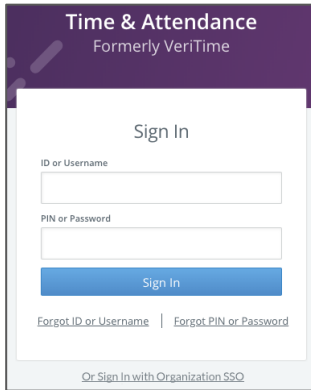 Time & Attendance
Formerly VeriTime
Sign In
ID or Username
PIN or Password
Sign In
Forgot ID or Username | Forgot PIN or Password
Or Sign In with Organization SSO